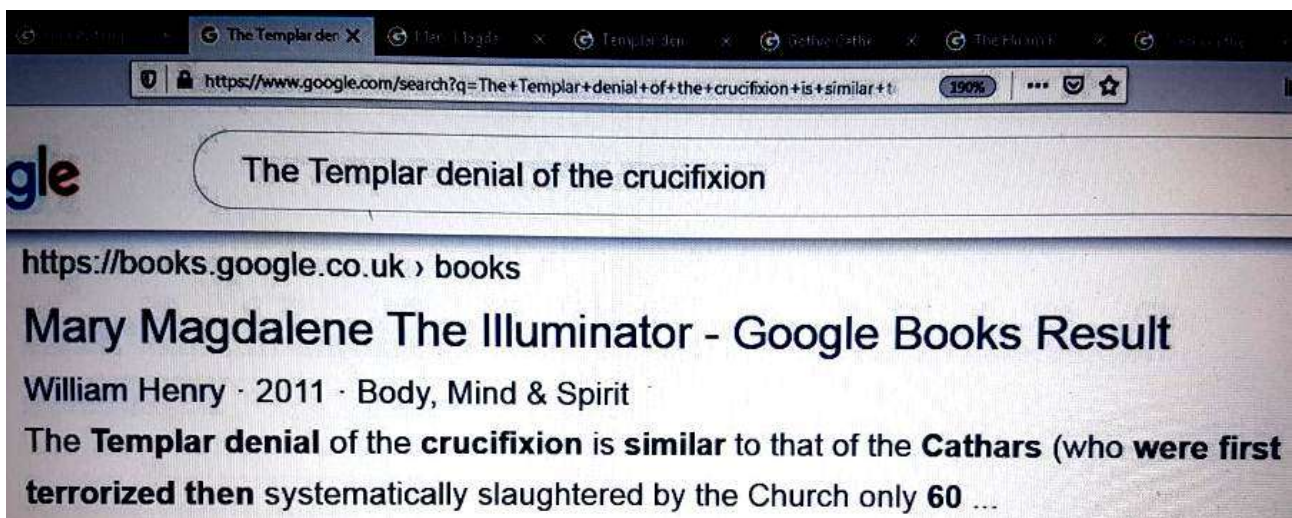 The Templar den
Templar den
https://www.google.com/search?q=The+Templar+denial+of+the+crucifixion+is+similar+t
190%
gle
The Templar denial of the crucifixion
https://books.google.co.uk › books
Mary Magdalene The Illuminator - Google Books Result
William Henry · 2011 · Body, Mind & Spirit
The Templar denial of the crucifixion is similar to that of the Cathars (who were first
terrorized then systematically slaughtered by the Church only 60 ...